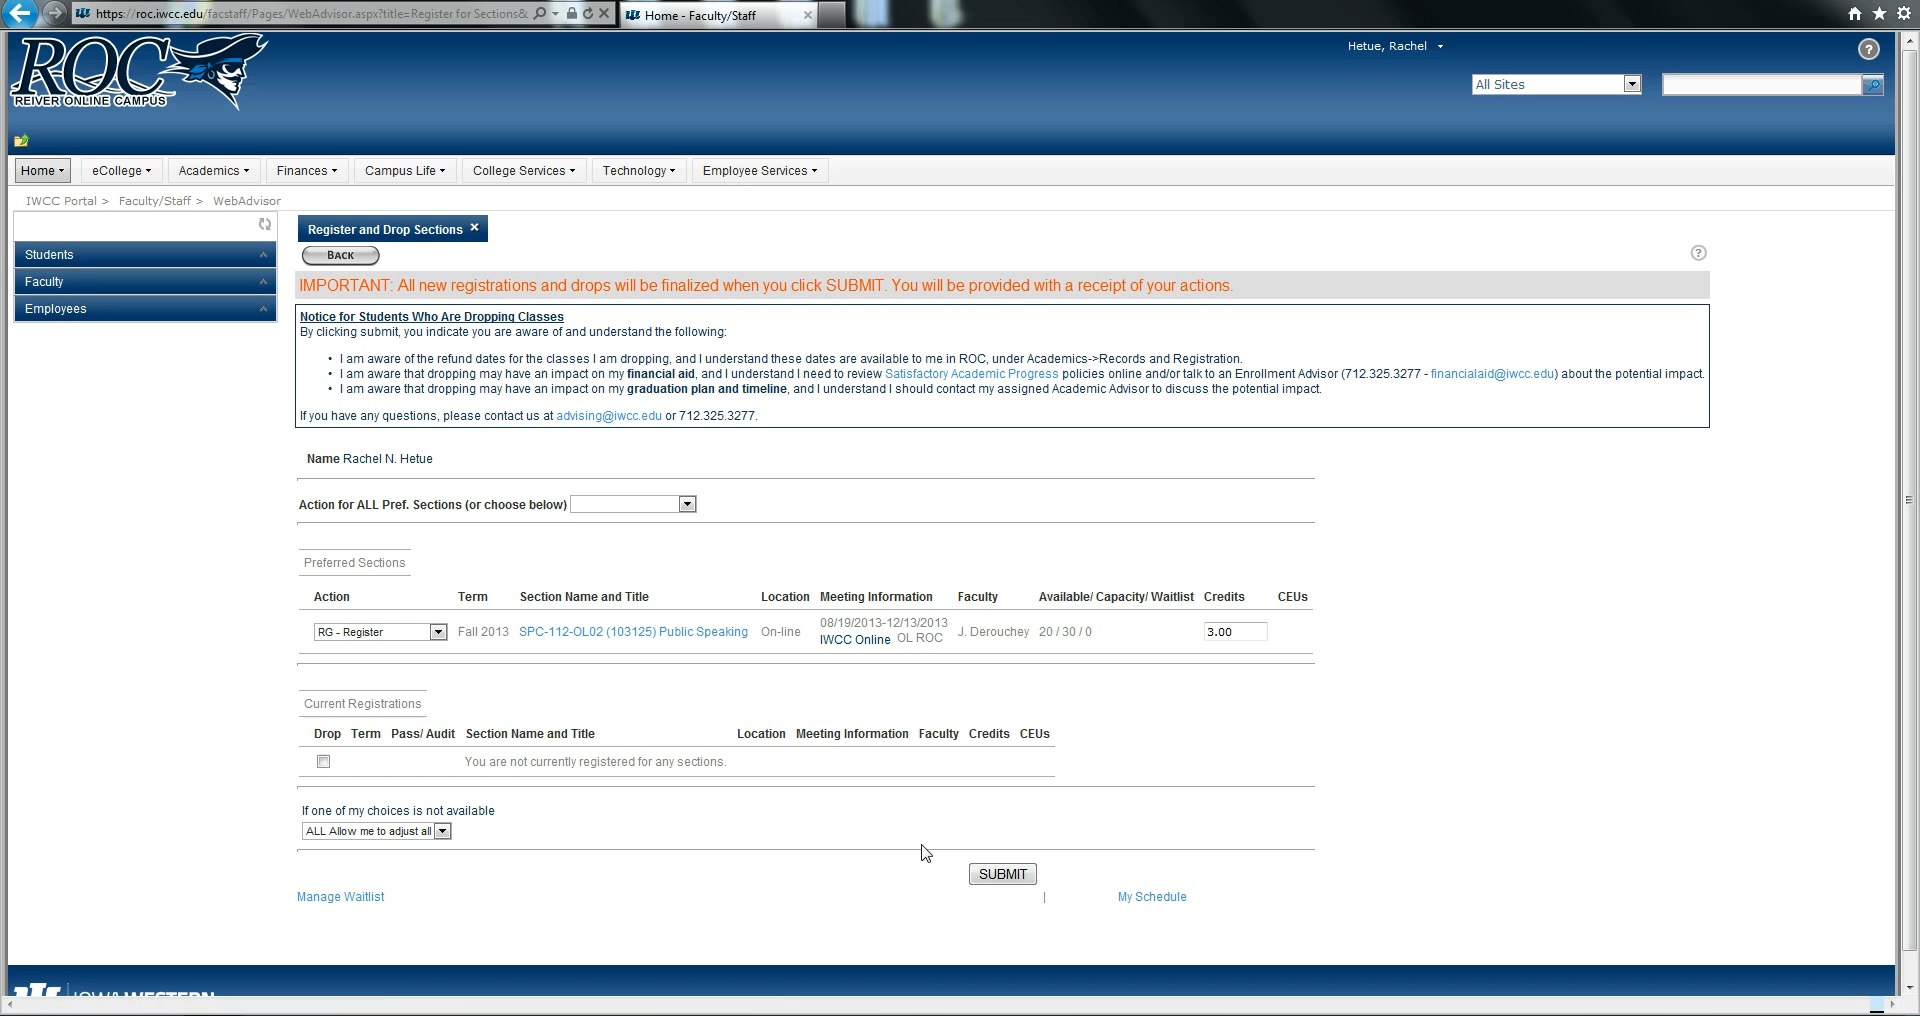 https://roc.iwcc.edu/facstaff/Pages/WebAdvisor.aspx?title=Register for Sections&
Home - Faculty/Staff
ROC
REIVER ONLINE CAMPUS
Hetue, Rachel
All Sites
Home eCollege Academics Finances Campus Life College Services Technology Employee Services
IWCC Portal > Faculty/Staff > WebAdvisor
Students
Faculty
Employees
Register and Drop Sections ×
BACK
IMPORTANT: All new registrations and drops will be finalized when you click SUBMIT. You will be provided with a receipt of your actions.
Notice for Students Who Are Dropping Classes
By clicking submit, you indicate you are aware of and understand the following:
• I am aware of the refund dates for the classes I am dropping, and I understand these dates are available to me in ROC, under Academics->Records and Registration.
• I am aware that dropping may have an impact on my financial aid, and I understand I need to review Satisfactory Academic Progress policies online and/or talk to an Enrollment Advisor (712.325.3277 - financialaid@iwcc.edu) about the potential impact.
• I am aware that dropping may have an impact on my graduation plan and timeline, and I understand I should contact my assigned Academic Advisor to discuss the potential impact.
If you have any questions, please contact us at advising@iwcc.edu or 712.325.3277.
Name Rachel N. Hetue
Action for ALL Pref. Sections (or choose below)
Preferred Sections
Action Term Section Name and Title Location Meeting Information Faculty Available/ Capacity/ Waitlist Credits CEUs
RG - Register Fall 2013 SPC-112-OL02 (103125) Public Speaking On-line 08/19/2013-12/13/2013 J. Derouchey 20 / 30 / 0 3.00
IWCC Online OL ROC
Current Registrations
Drop Term Pass/ Audit Section Name and Title Location Meeting Information Faculty Credits CEUs
You are not currently registered for any sections.
If one of my choices is not available
ALL Allow me to adjust all
SUBMIT
Manage Waitlist | My Schedule
IOWA WESTERN